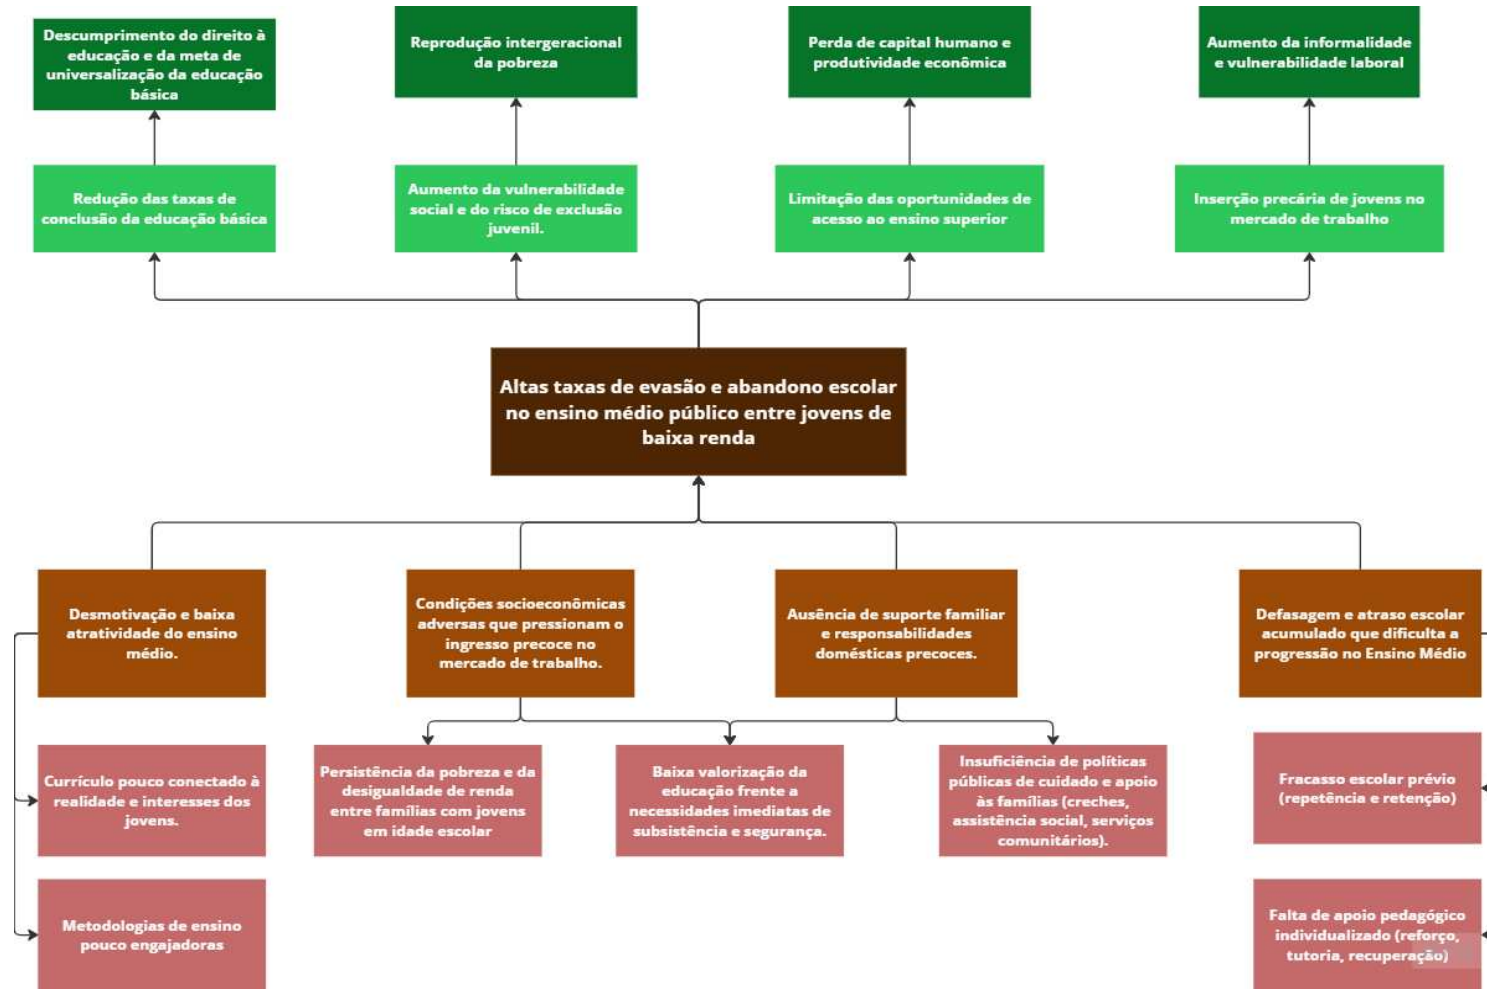 Descumprimento do direito à
educação e da meta de
universalização da educação
básica
Reprodução intergeracional
da pobreza
Perda de capital humano e
produtividade econômica
Aumento da informalidade
e vulnerabilidade laboral
Redução das taxas de
conclusão da educação básica
Aumento da vulnerabilidade
social e do risco de exclusão
juvenil.
Limitação das oportunidades de
acesso ao ensino superior
Inserção precária de jovens no
mercado de trabalho
Altas taxas de evasão e abandono escolar
no ensino médio público entre jovens de
baixa renda
Desmotivação e baixa
atratividade do ensino
médio.
Condições socioeconômicas
adversas que pressionam o
ingresso precoce no
mercado de trabalho.
Ausência de suporte familiar
e responsabilidades
domésticas precoces.
Defasagem e atraso escolar
acumulado que dificulta a
progressão no Ensino Médio
Currículo pouco conectado à
realidade e interesses dos
jovens.
Persistência da pobreza e da
desigualdade de renda
entre famílias com jovens
em idade escolar
Baixa valorização da
educação frente a
necessidades imediatas de
subsistência e segurança.
Insuficiência de políticas
públicas de cuidado e apoio
às famílias (creches,
assistência social, serviços
comunitários).
Fracasso escolar prévio
(repetência e retenção)
Metodologias de ensino
pouco engajadoras
Falta de apoio pedagógico
individualizado (reforço,
tutoria, recuperação)